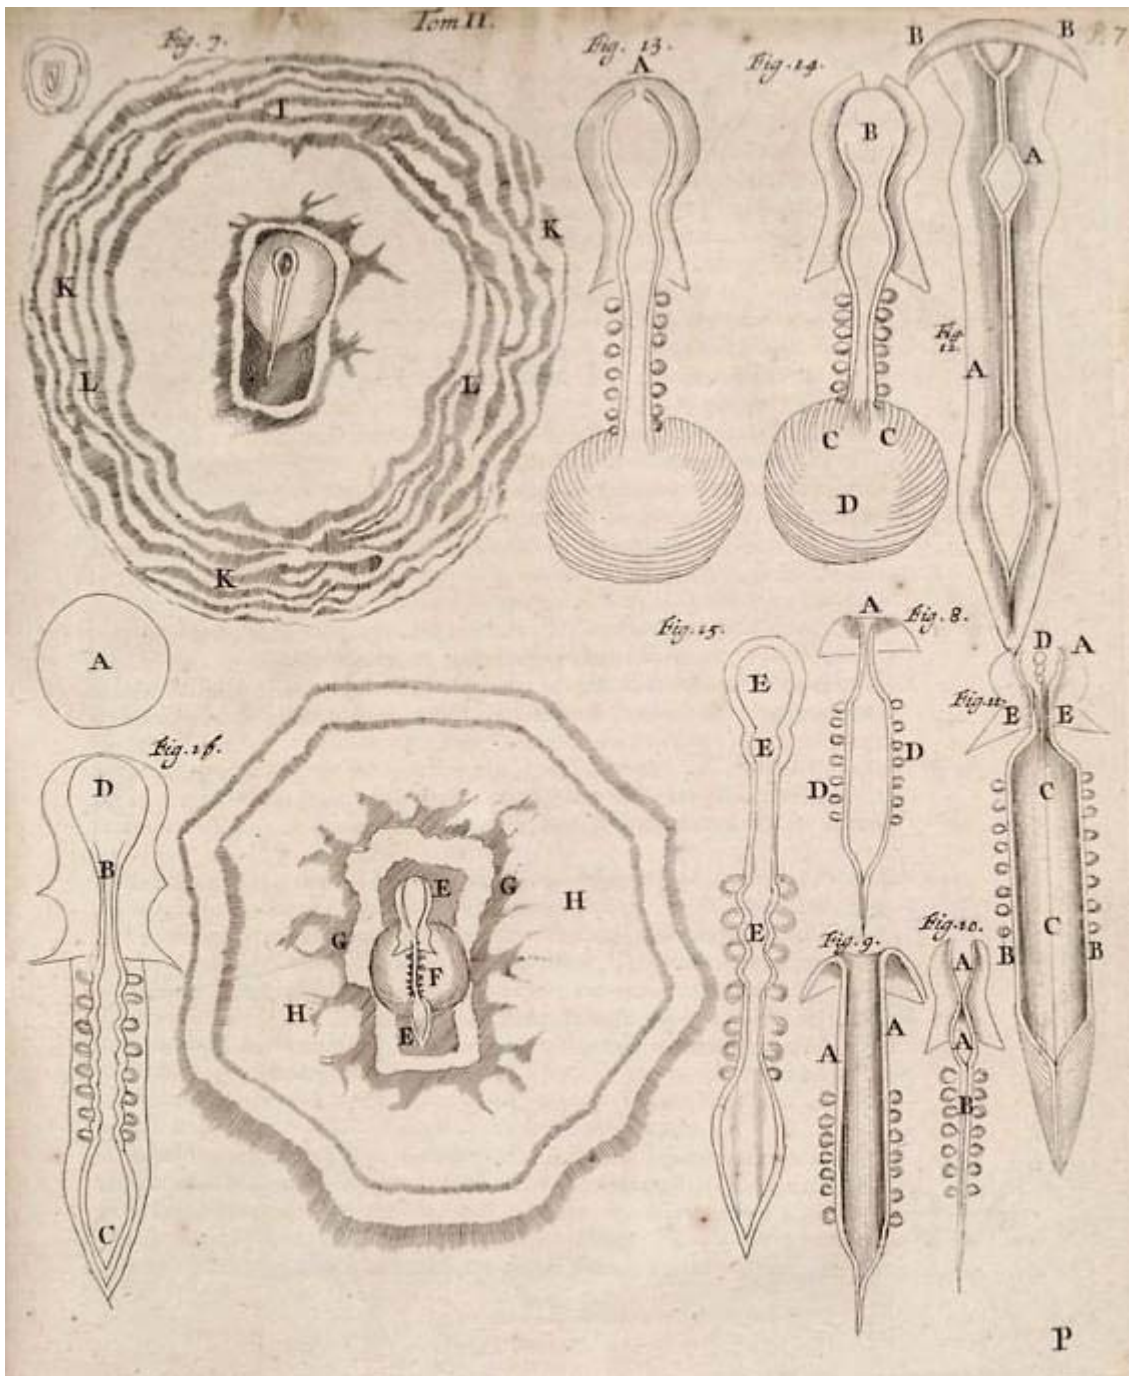 Tom II.
P. 7
Fig. 7.
I
K
K
L
L
K
Fig. 13.
A
Fig. 14.
B
C
C
D
B
B
A
Fig. 12.
A
A
Fig. 16.
D
B
C
E
G
G
H
F
H
E
Fig. 15.
E
E
E
A
Fig. 8.
D
D
D
A
Fig. 11.
E
E
C
C
B
B
Fig. 9.
A
A
Fig. 10.
A
A
B
P